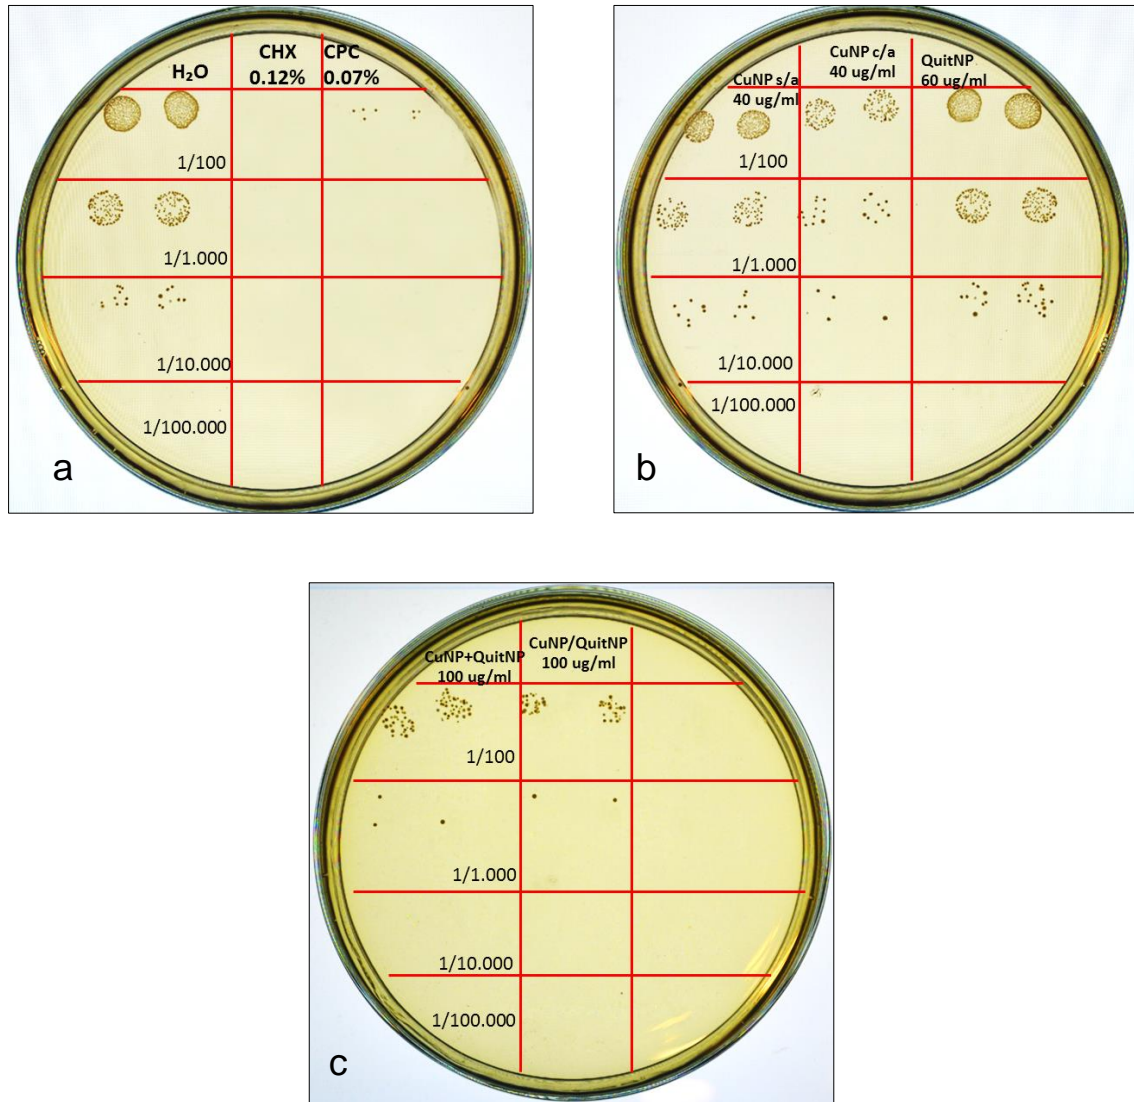 H₂O
CHX
0.12%
CPC
0.07%
1/100
1/1.000
1/10.000
1/100.000
a
CuNP s/a
40 ug/ml
CuNP c/a
40 ug/ml
QuitNP
60 ug/ml
1/100
1/1.000
1/10.000
1/100.000
b
CuNP+QuitNP
100 ug/ml
CuNP/QuitNP
100 ug/ml
1/100
1/1.000
1/10.000
1/100.000
c